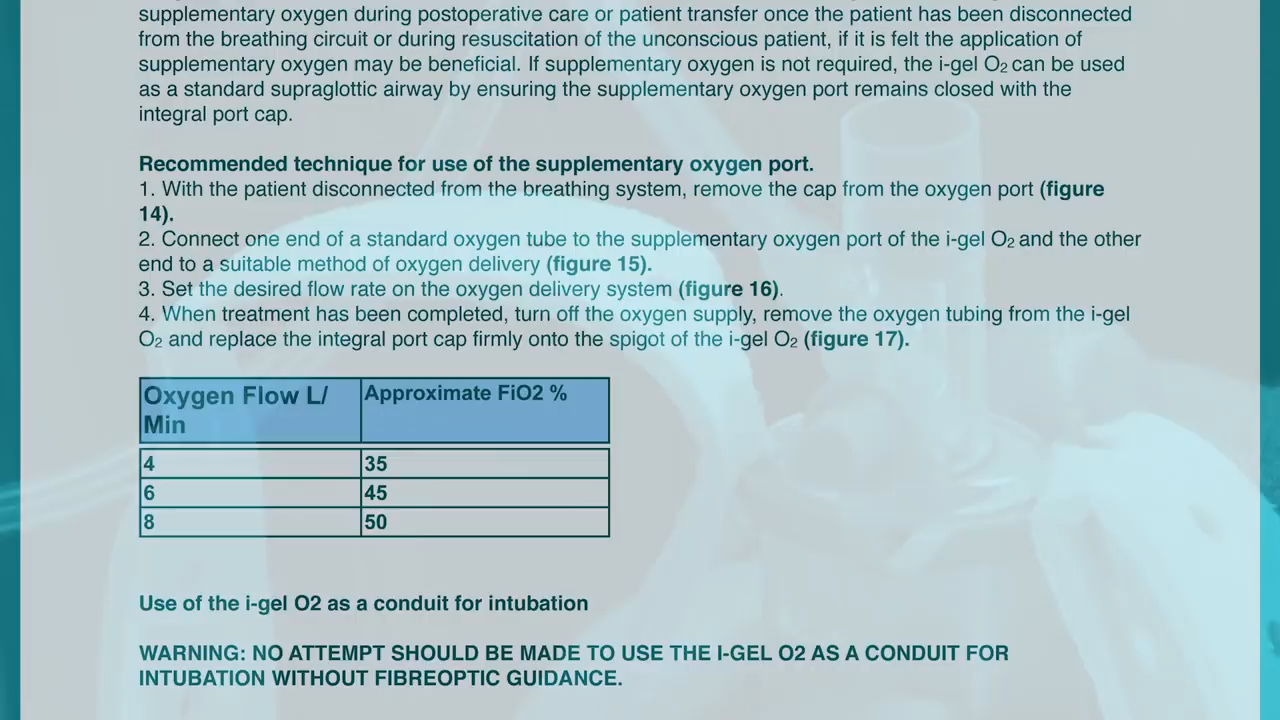 supplementary oxygen during postoperative care or patient transfer once the patient has been disconnected
from the breathing circuit or during resuscitation of the unconscious patient, if it is felt the application of
supplementary oxygen may be beneficial. If supplementary oxygen is not required, the i-gel O2 can be used
as a standard supraglottic airway by ensuring the supplementary oxygen port remains closed with the
integral port cap.
Recommended technique for use of the supplementary oxygen port.
1. With the patient disconnected from the breathing system, remove the cap from the oxygen port (figure
14).
2. Connect one end of a standard oxygen tube to the supplementary oxygen port of the i-gel O2 and the other
end to a suitable method of oxygen delivery (figure 15).
3. Set the desired flow rate on the oxygen delivery system (figure 16).
4. When treatment has been completed, turn off the oxygen supply, remove the oxygen tubing from the i-gel
O2 and replace the integral port cap firmly onto the spigot of the i-gel O2 (figure 17).
Oxygen Flow L/ Approximate FiO2 %
Min
4 35
6 45
8 50
Use of the i-gel O2 as a conduit for intubation
WARNING: NO ATTEMPT SHOULD BE MADE TO USE THE I-GEL O2 AS A CONDUIT FOR
INTUBATION WITHOUT FIBREOPTIC GUIDANCE.